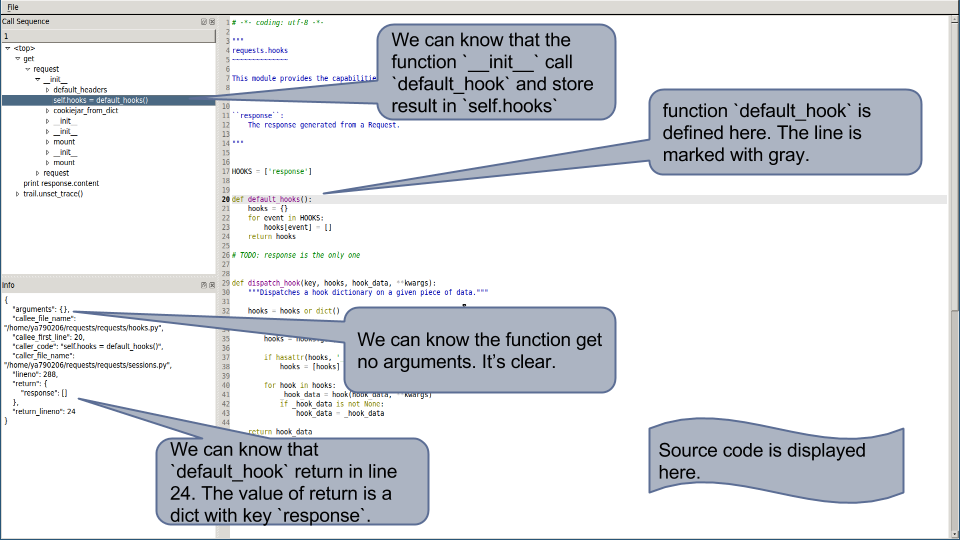 File
Call Sequence
1
<top>
get
request
__init__
default_headers
self.hooks = default_hooks()
cookiejar_from_dict
__init__
__init__
mount
__init__
mount
request
print response.content
trail.unset_trace()
Info
{
"arguments": {},
"callee_file_name":
"/home/ya790206/requests/requests/hooks.py",
"callee_first_line": 20,
"caller_code": "self.hooks = default_hooks()",
"caller_file_name":
"/home/ya790206/requests/requests/sessions.py",
"lineno": 288,
"return": {
"response": []
},
"return_lineno": 24
}
1 # -*- coding: utf-8 -*-
2
3 """
4 requests.hooks
5 ~~~~~~~~~~~~~~
6
7 This module provides the capabilities
8
10
11 ``response``:
12 The response generated from a Request.
13
14 """
15
16
17 HOOKS = ['response']
18
19
20 def default_hooks():
21 hooks = {}
22 for event in HOOKS:
23 hooks[event] = []
24 return hooks
25
26 # TODO: response is the only one
27
28
29 def dispatch_hook(key, hooks, hook_data, **kwargs):
30 """Dispatches a hook dictionary on a given piece of data."""
31
32 hooks = hooks or dict()
35 hooks =
36
37 if hasattr(hooks, '
38 hooks = [hooks]
39
40 for hook in hooks:
41 _hook_data = hook(hook_data, **kwargs)
42 if _hook_data is not None:
43 hook_data = _hook_data
44
return hook_data
We can know that the
function `__init__` call
`default_hook` and store
result in `self.hooks`
function `default_hook` is
defined here. The line is
marked with gray.
We can know the function get
no arguments. It's clear.
We can know that
`default_hook` return in line
24. The value of return is a
dict with key `response`.
Source code is displayed
here.